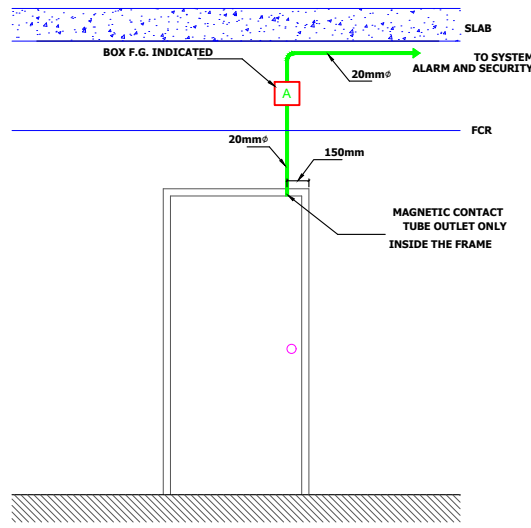 SLAB
BOX F.G. INDICATED
TO SYSTEM
ALARM AND SECURITY
20mmø
A
FCR
20mmø
150mm
MAGNETIC CONTACT
TUBE OUTLET ONLY
INSIDE THE FRAME